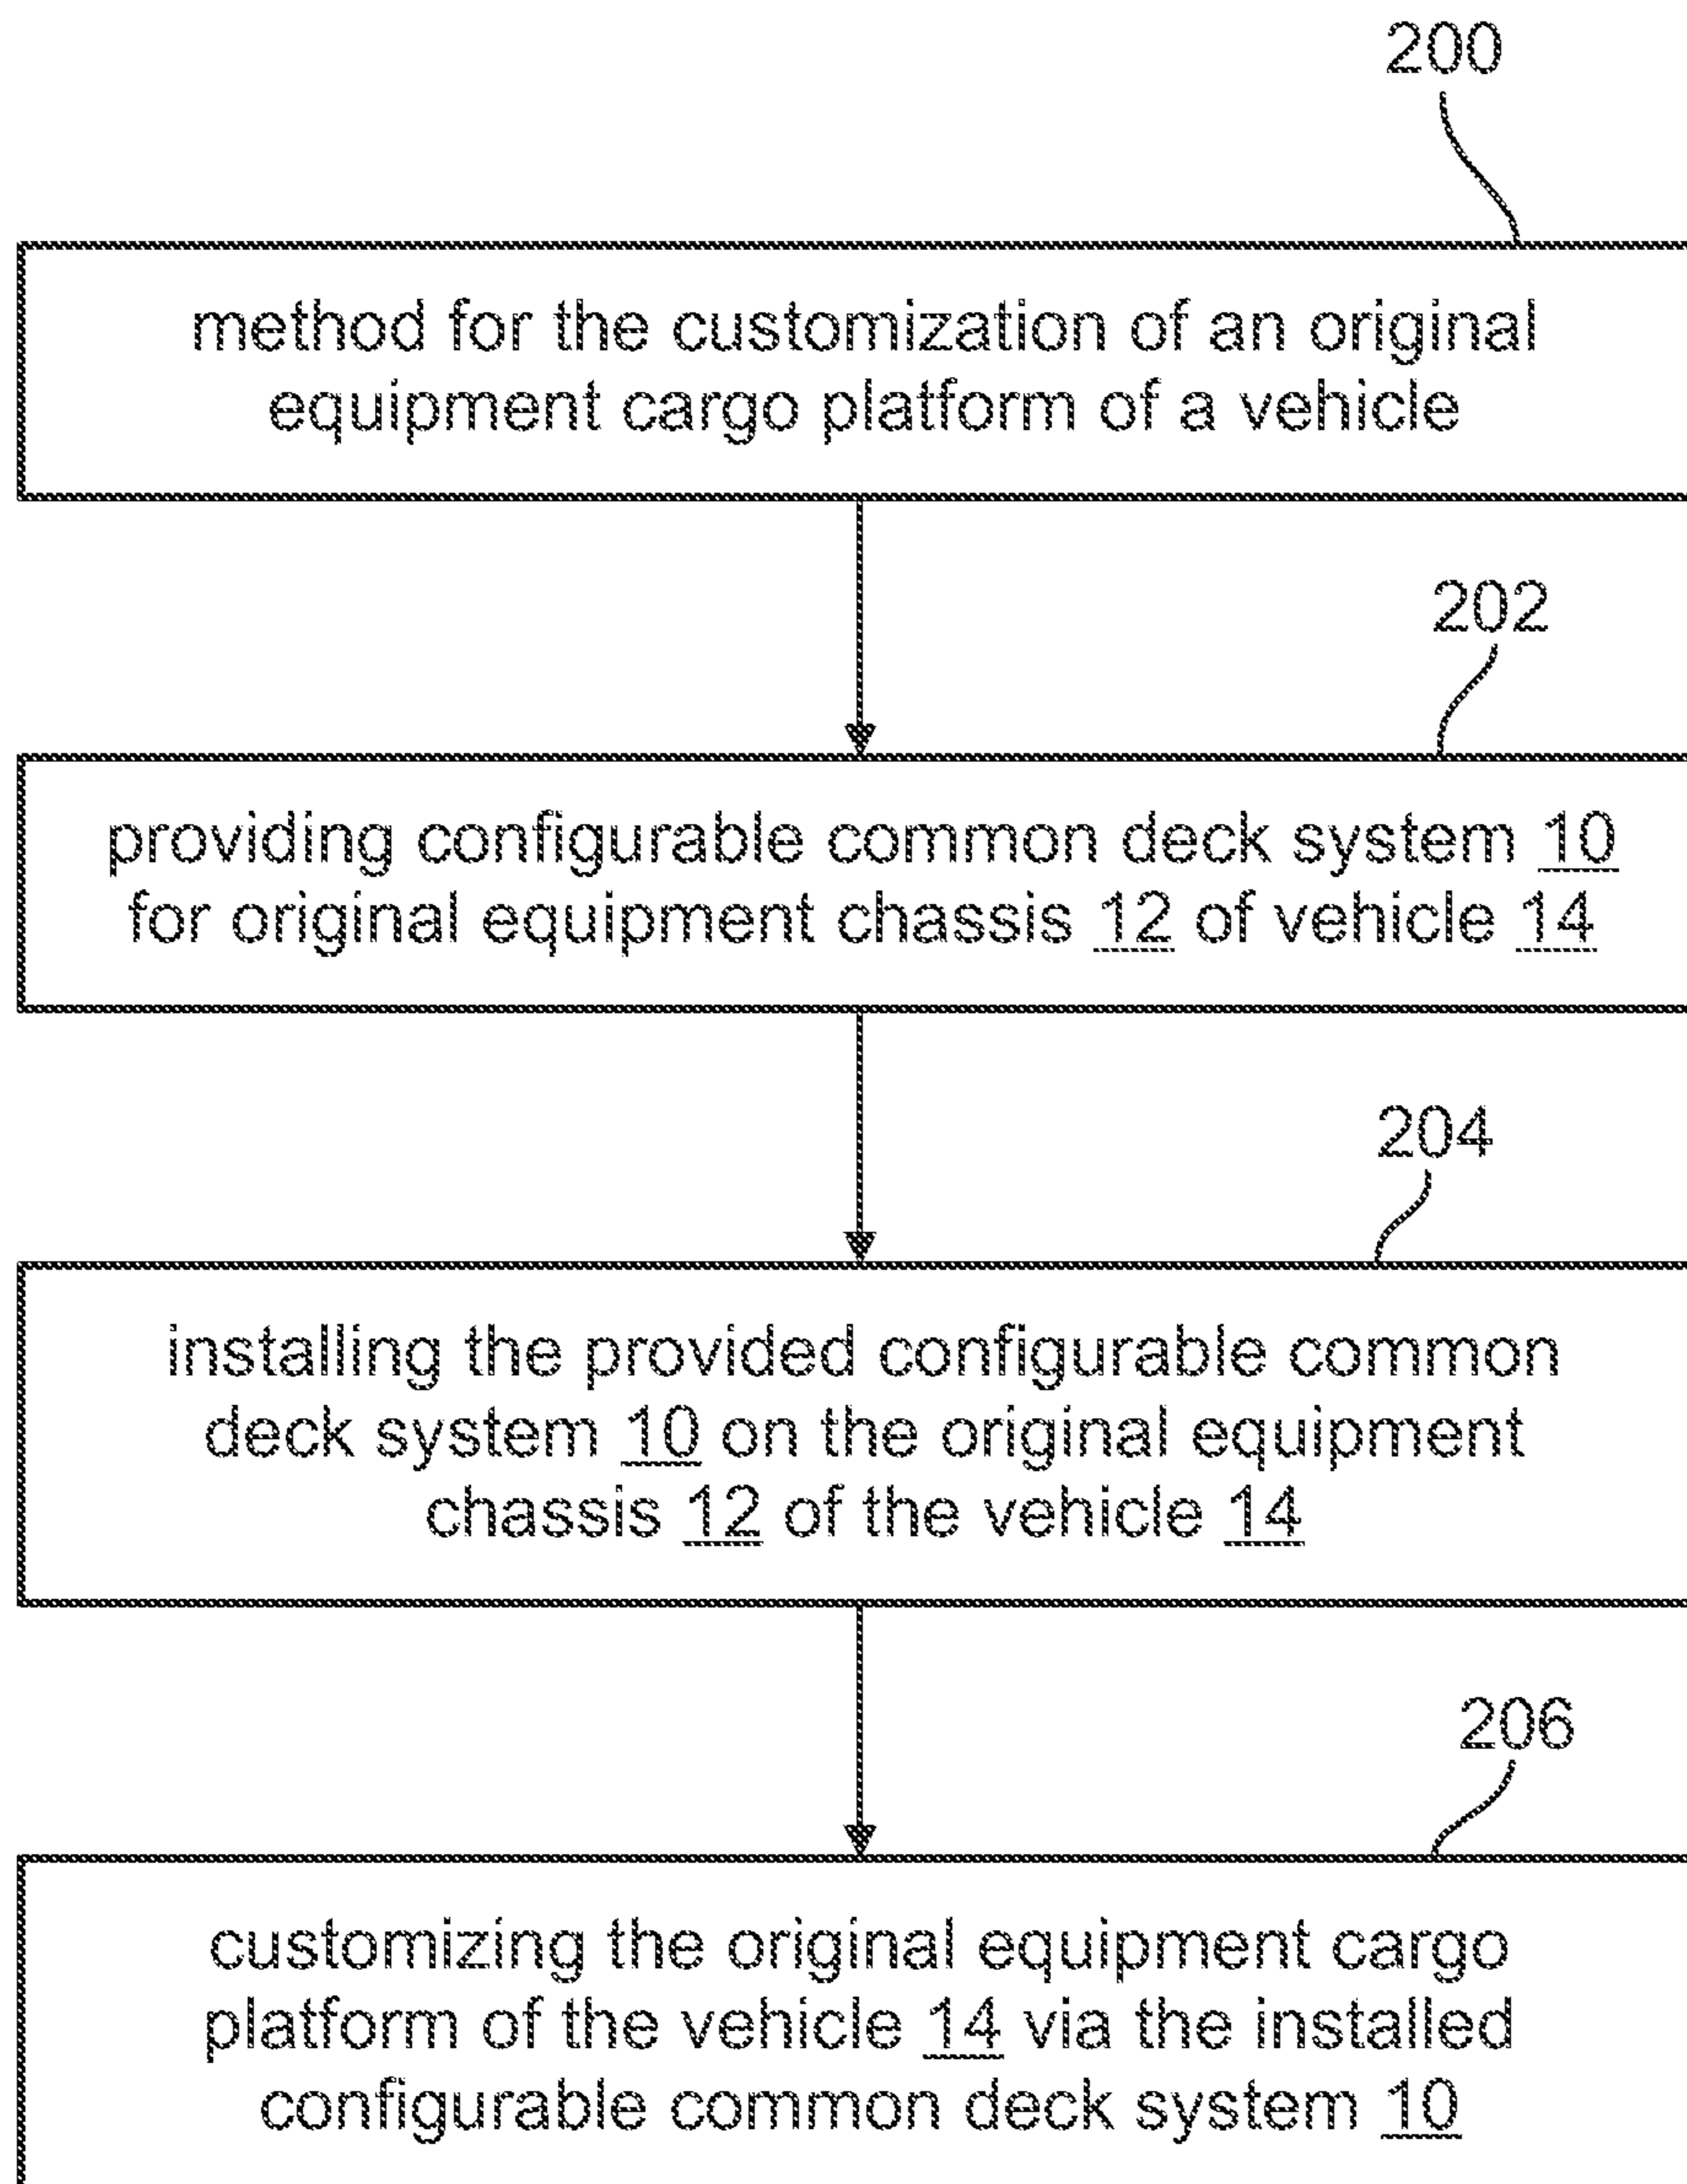 200
method for the customization of an original
equipment cargo platform of a vehicle
202
providing configurable common deck system 10
for original equipment chassis 12 of vehicle 14
204
installing the provided configurable common
deck system 10 on the original equipment
chassis 12 of the vehicle 14
206
customizing the original equipment cargo
platform of the vehicle 14 via the installed
configurable common deck system 10